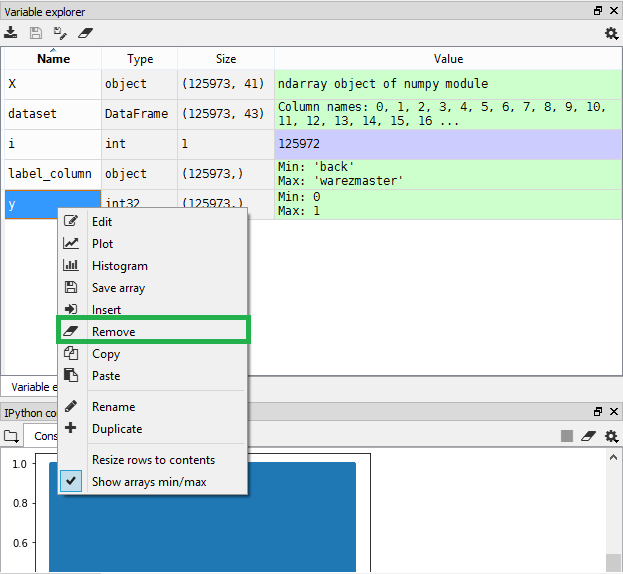 Variable explorer
Name Type Size Value
X object (125973, 41) ndarray object of numpy module
dataset DataFrame (125973, 43) Column names: 0, 1, 2, 3, 4, 5, 6, 7, 8, 9, 10,
11, 12, 13, 14, 15, 16 ...
i int 1 125972
label_column object (125973,) Min: 'back'
Max: 'warezmaster'
y int32 (125973,) Min: 0
Max: 1
Edit
Plot
Histogram
Save array
Insert
Remove
Copy
Paste
Rename
Duplicate
Resize rows to contents
Show arrays min/max
Variable e
IPython co
Cons
1.0
0.8
0.6